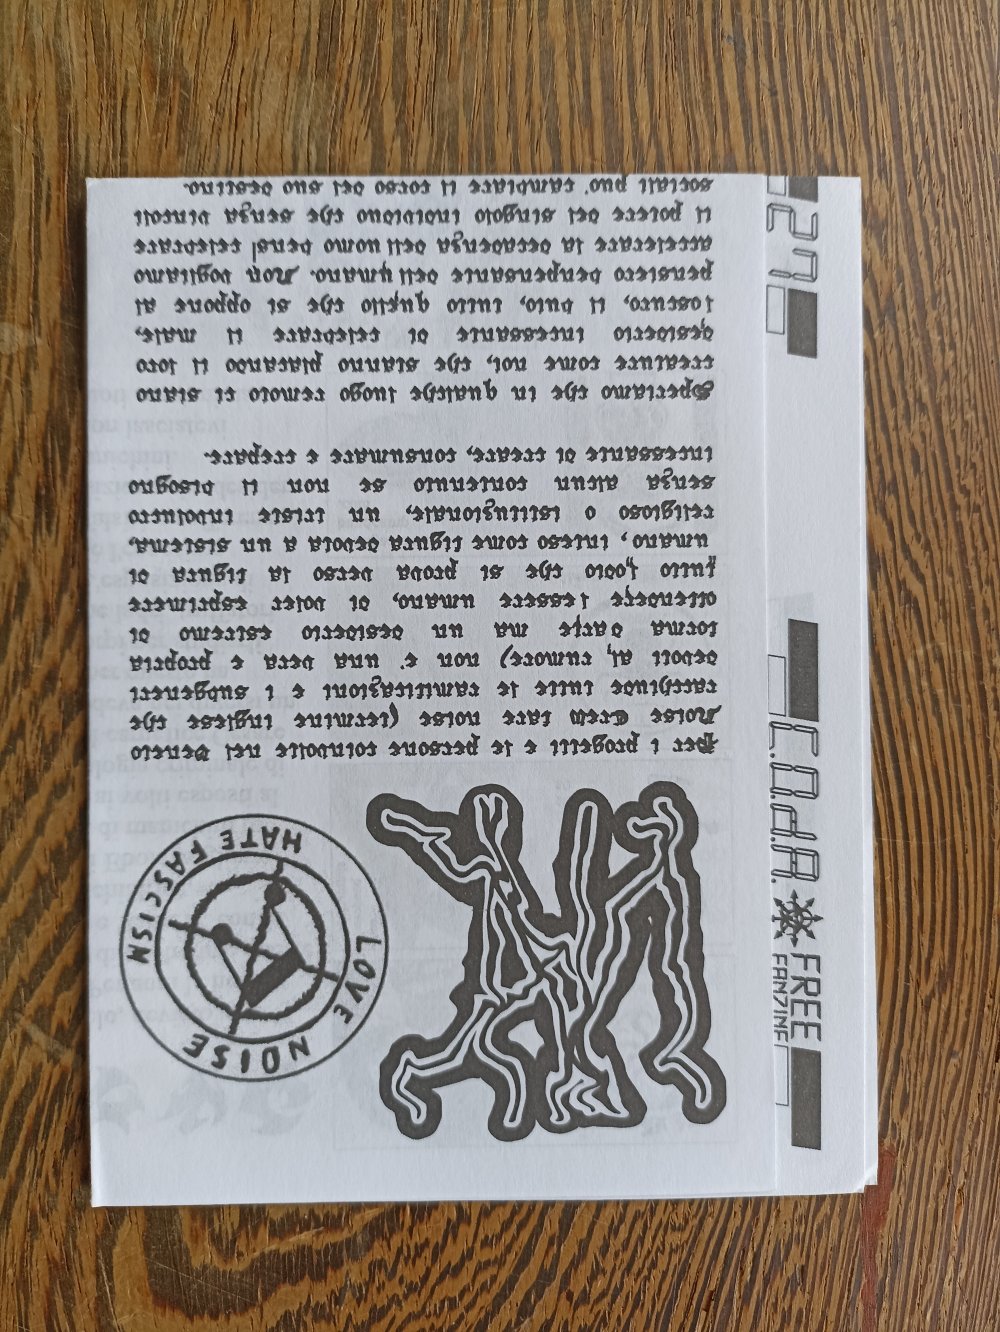 LOVE NOISE HATE FASCISM
Per i progetti e le persone coinvolte nel Veneto
Noise Crew fare noise (termine inglese che
racchiude tutte le ramificazioni e i subgeneri
devoti al rumore) non e' una vera e propria
forma d'arte ma un desiderio estremo di
offendere l'essere umano, di voler esprimere
tutto l'odio che si prova verso la figura di
umano , inteso come figura devota a un sistema,
religioso o istituzionale, un triste involucro
senza alcun contenuto se non il bisogno
incessante di creare, consumare e crepare.
Speriamo che in qualche luogo remoto ci siano
creature come noi, che stanno placando il loro
desiderio incessante di celebrare il male,
l'oscuro, il buio, tutto quello che si oppone al
pensiero benpensante dell'umano. Non vogliamo
accelerare la decadenza dell'uomo bensì celebrare
il potere del singolo individuo che senza vincoli
sociali puo' cambiare il corso del suo destino.
27
C.O.d.A.
FREE
FANZINE